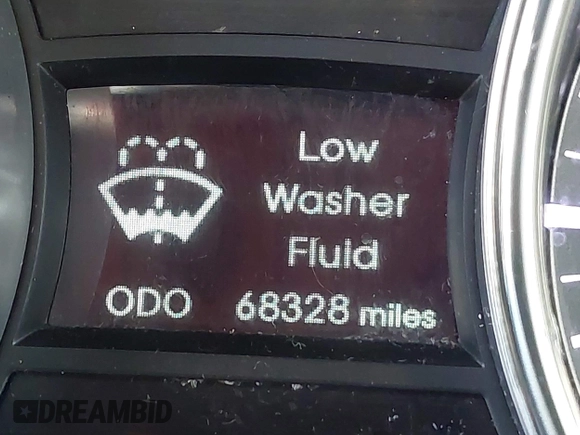 Low
Washer
Fluid
ODO 68328 miles
DREAMBID